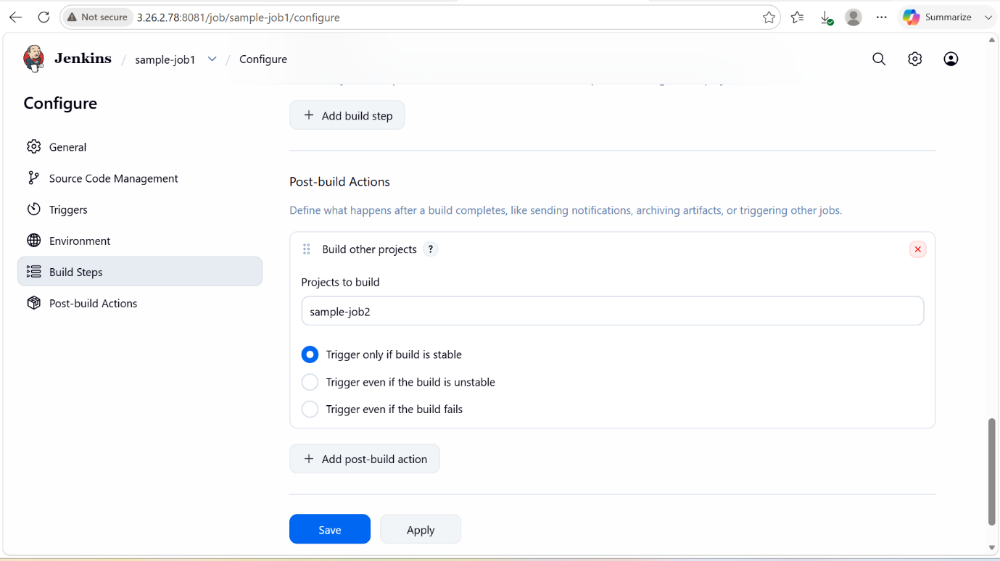 Not secure 3.26.2.78:8081/job/sample-job1/configure Summarize
Jenkins / sample-job1 / Configure
Configure
Add build step
General
Source Code Management
Post-build Actions
Triggers
Define what happens after a build completes, like sending notifications, archiving artifacts, or triggering other jobs.
Environment
Build other projects ?
Build Steps
Projects to build
Post-build Actions
sample-job2
Trigger only if build is stable
Trigger even if the build is unstable
Trigger even if the build fails
Add post-build action
Save Apply